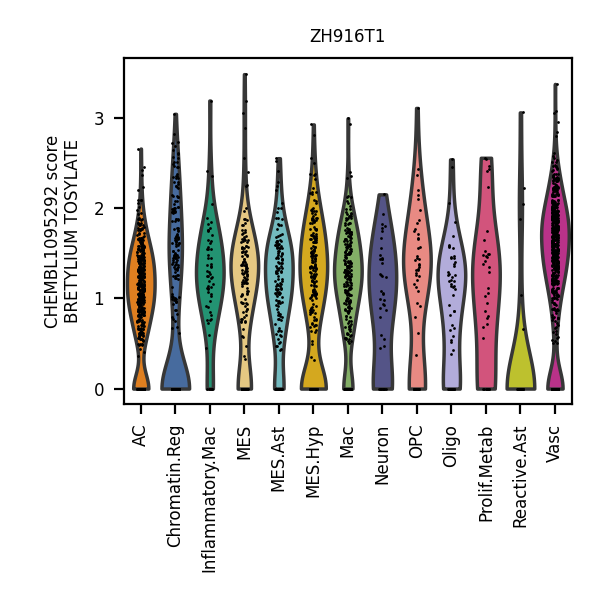 ZH916T1
CHEMBL1095292 score
BRETYLIUM TOSYLATE
3
2
1
0
AC
Chromatin.Reg
Inflammatory.Mac
MES
MES.Ast
MES.Hyp
Mac
Neuron
OPC
Oligo
Prolif.Metab
Reactive.Ast
Vasc